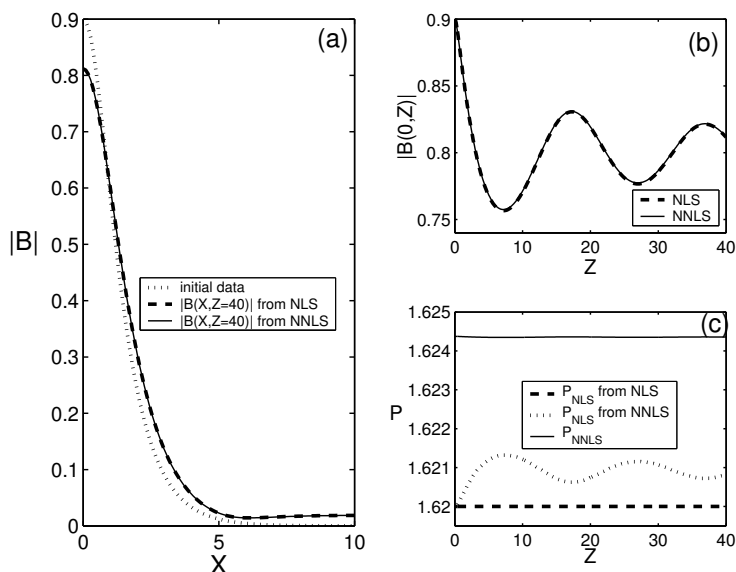 (a)
0.9
0.8
0.7
0.6
0.5
0.4
0.3
0.2
0.1
0
|B|
initial data
|B(X,Z=40)| from NLS
|B(X,Z=40)| from NNLS
0 5 10
X
(b)
0.9
0.85
0.8
0.75
|B(0,Z)|
NLS
NNLS
0 10 20 30 40
Z
(c)
1.625
1.624
1.623
1.622
1.621
1.62
P
P_NLS from NLS
P_NLS from NNLS
P_NNLS
0 10 20 30 40
Z